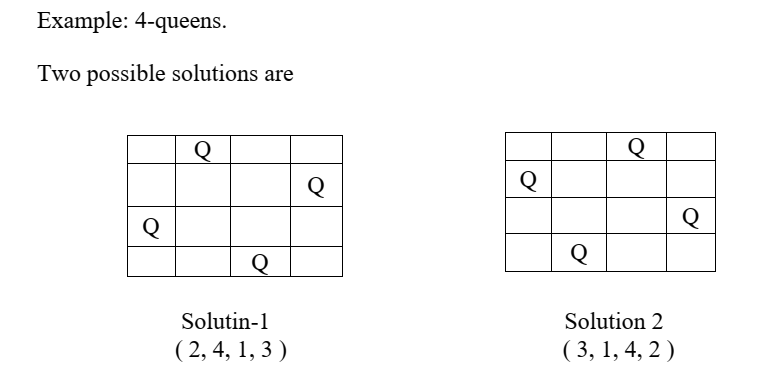 Example: 4-queens.
Two possible solutions are
Q Q
Q Q
Q Q
Q Q
Solutin-1 Solution 2
( 2, 4, 1, 3 ) ( 3, 1, 4, 2 )